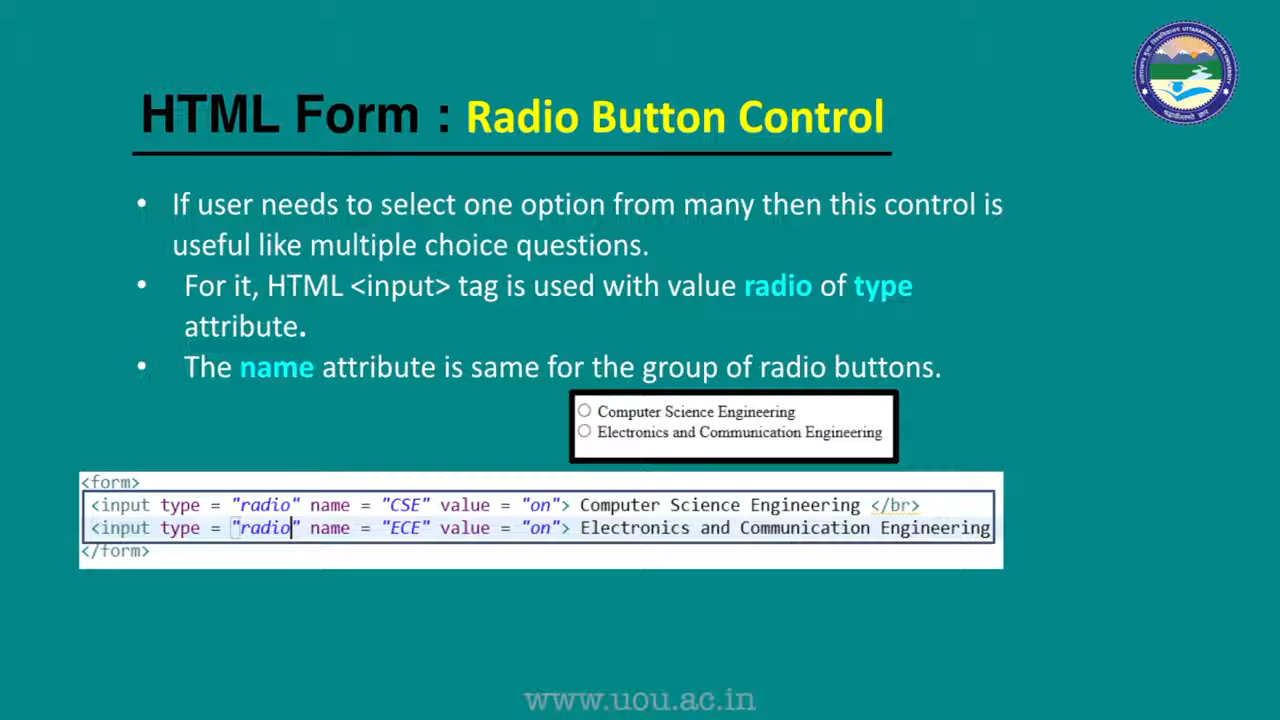 HTML Form : Radio Button Control
• If user needs to select one option from many then this control is
useful like multiple choice questions.
• For it, HTML <input> tag is used with value radio of type
attribute.
• The name attribute is same for the group of radio buttons.
Computer Science Engineering
Electronics and Communication Engineering
<form>
<input type = "radio" name = "CSE" value = "on"> Computer Science Engineering </br>
<input type = "radio" name = "ECE" value = "on"> Electronics and Communication Engineering
</form>
UTTARAKHAND OPEN UNIVERSITY
www.uou.ac.in